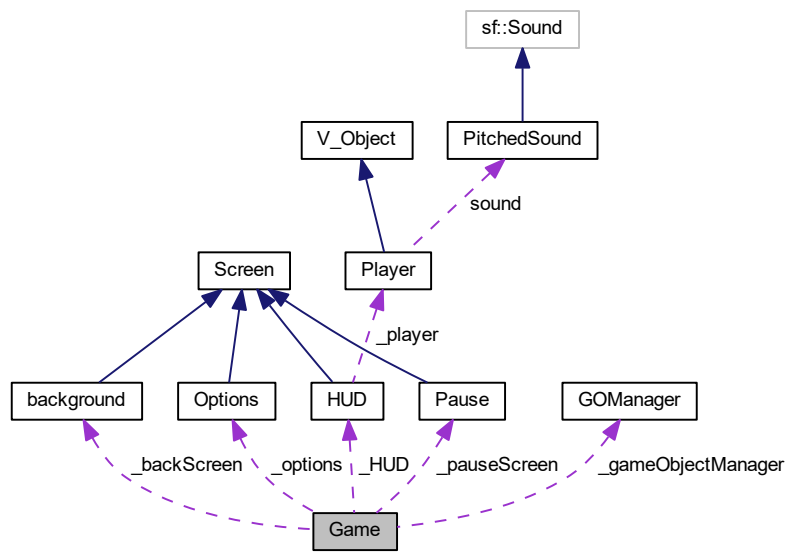 sf::Sound
V_Object
PitchedSound
sound
Screen
Player
_player
background
Options
HUD
Pause
GOManager
_backScreen
_options
_HUD
_pauseScreen
_gameObjectManager
Game